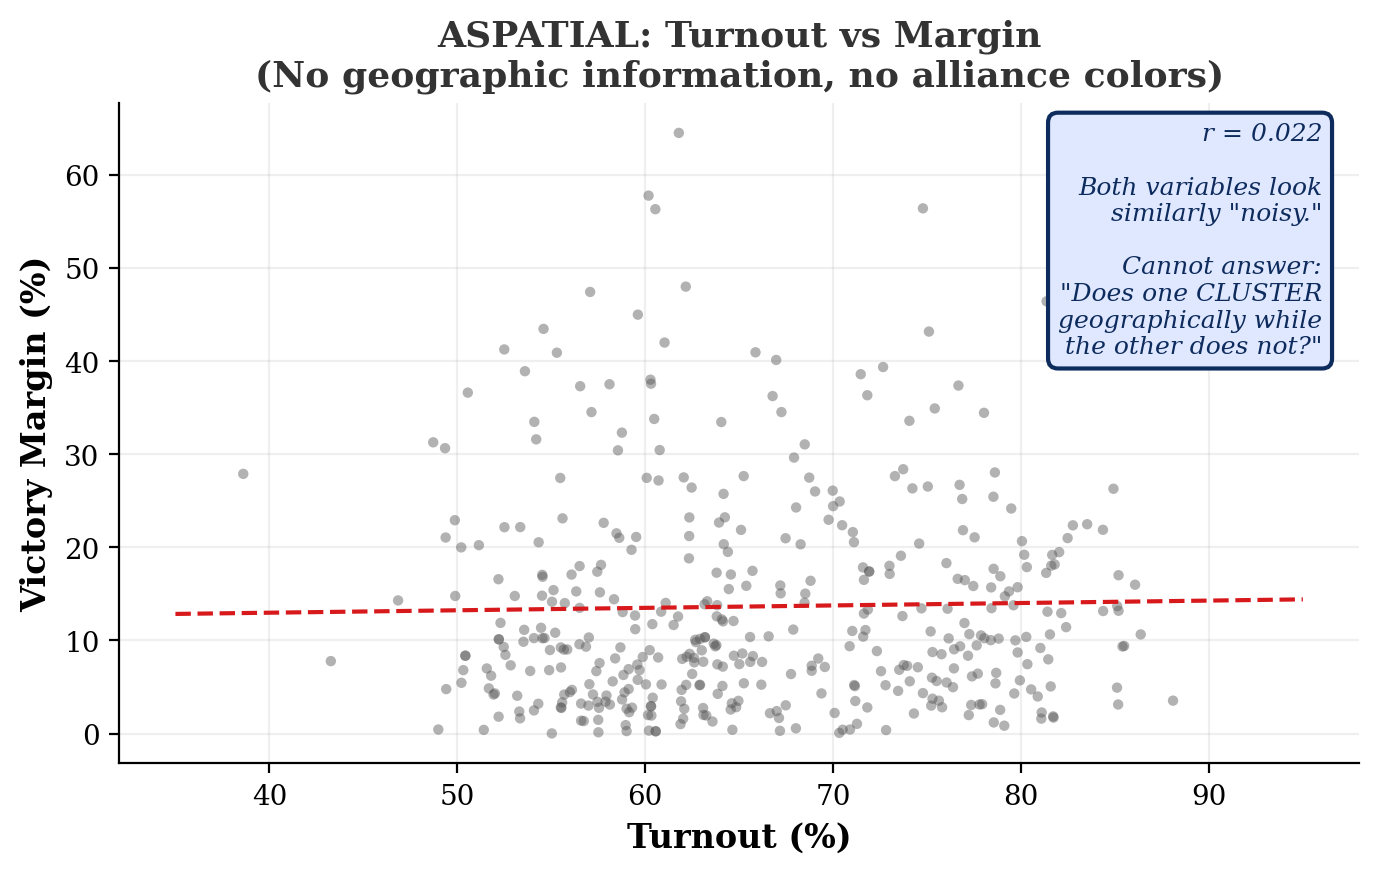 ASPATIAL: Turnout vs Margin
(No geographic information, no alliance colors)
r = 0.022
Both variables look
similarly "noisy."
Cannot answer:
"Does one CLUSTER
geographically while
the other does not?"
Victory Margin (%)
60
50
40
30
20
10
0
40
50
60
70
80
90
Turnout (%)